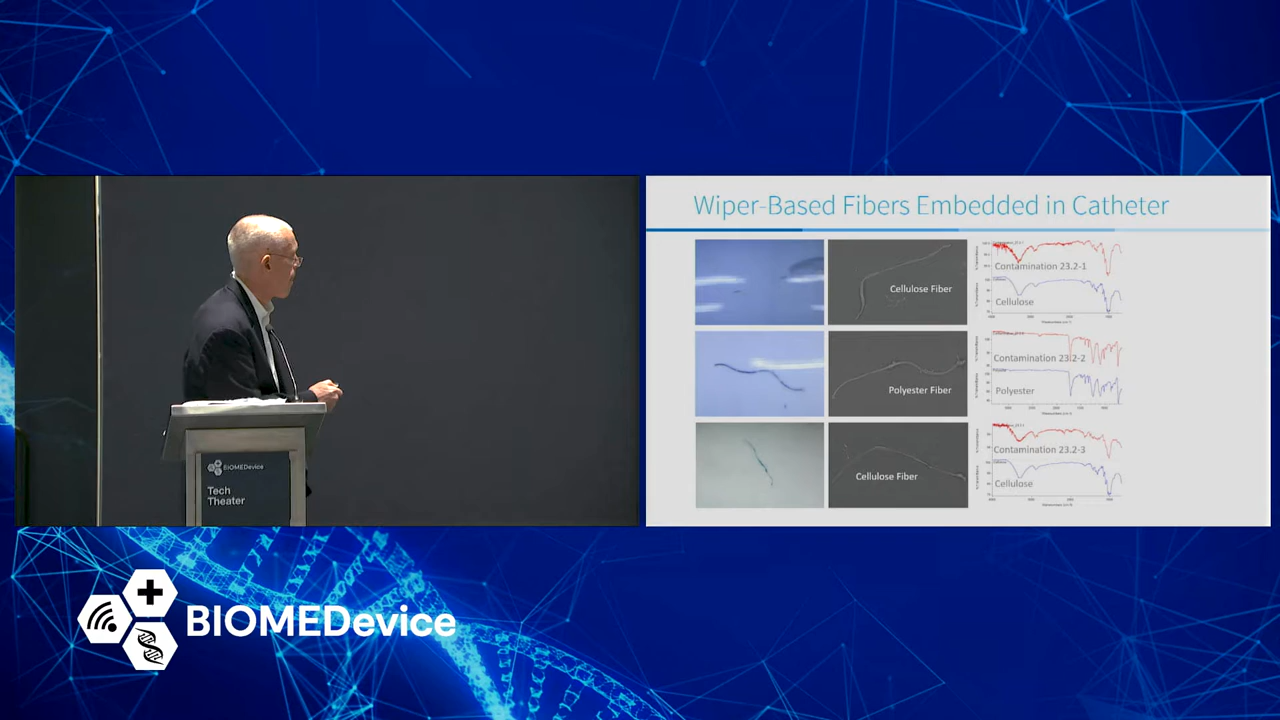 Wiper-Based Fibers Embedded in Catheter
Cellulose Fiber
Contamination 23.2-1
Cellulose
Polyester Fiber
Contamination 23.2-2
Polyester
Cellulose Fiber
Contamination 23.2-3
Cellulose
BIOMEDevice
Tech
Theater
BIOMEDevice